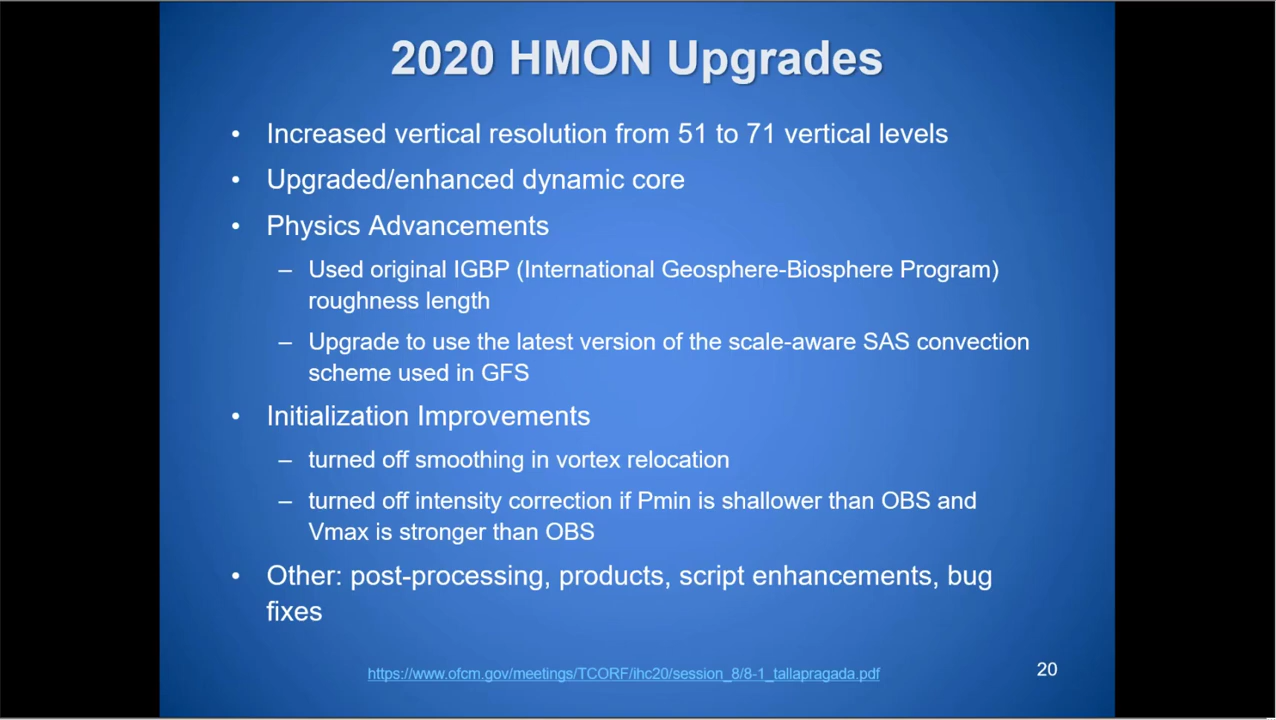 2020 HMON Upgrades
• Increased vertical resolution from 51 to 71 vertical levels
• Upgraded/enhanced dynamic core
• Physics Advancements
– Used original IGBP (International Geosphere-Biosphere Program)
roughness length
– Upgrade to use the latest version of the scale-aware SAS convection
scheme used in GFS
• Initialization Improvements
– turned off smoothing in vortex relocation
– turned off intensity correction if Pmin is shallower than OBS and
Vmax is stronger than OBS
• Other: post-processing, products, script enhancements, bug
fixes
https://www.ofcm.gov/meetings/TCORF/ihc20/session_8/8-1_tallapragada.pdf
20